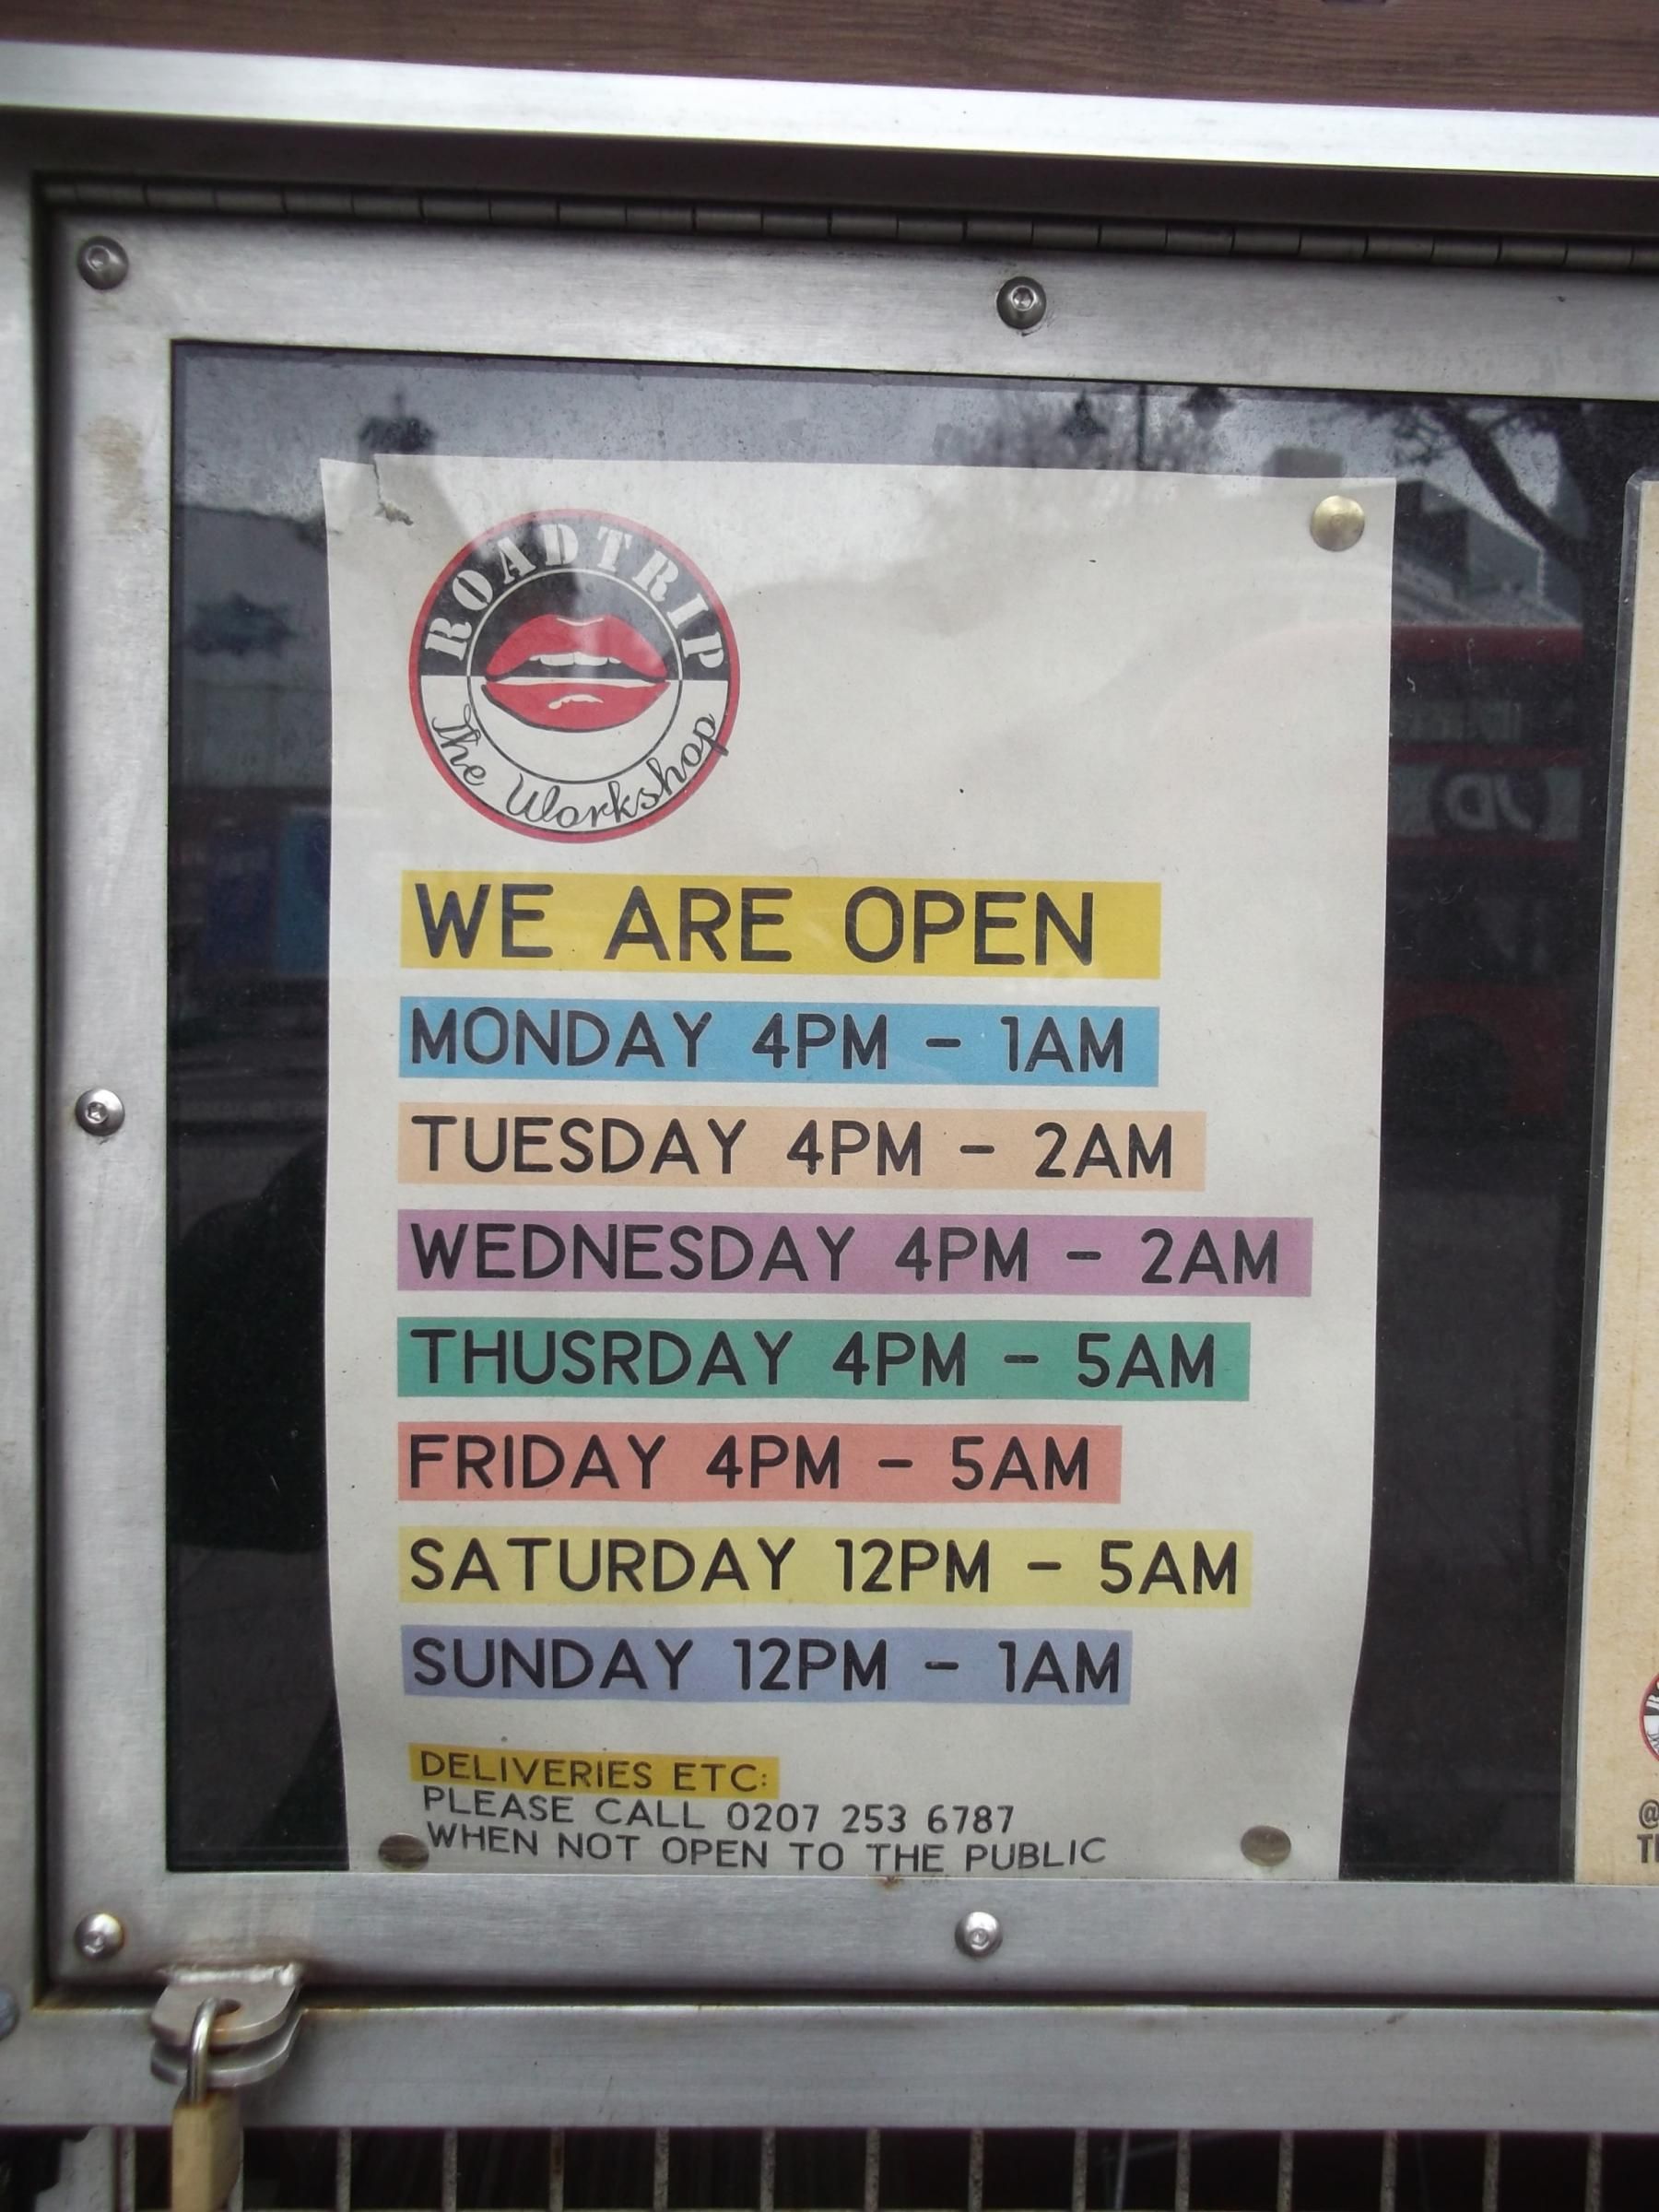 ROADTRIP
The Workshop
WE ARE OPEN
MONDAY 4PM - 1AM
TUESDAY 4PM - 2AM
WEDNESDAY 4PM - 2AM
THUSRDAY 4PM - 5AM
FRIDAY 4PM - 5AM
SATURDAY 12PM - 5AM
SUNDAY 12PM - 1AM
DELIVERIES ETC:
PLEASE CALL 0207 253 6787
WHEN NOT OPEN TO THE PUBLIC